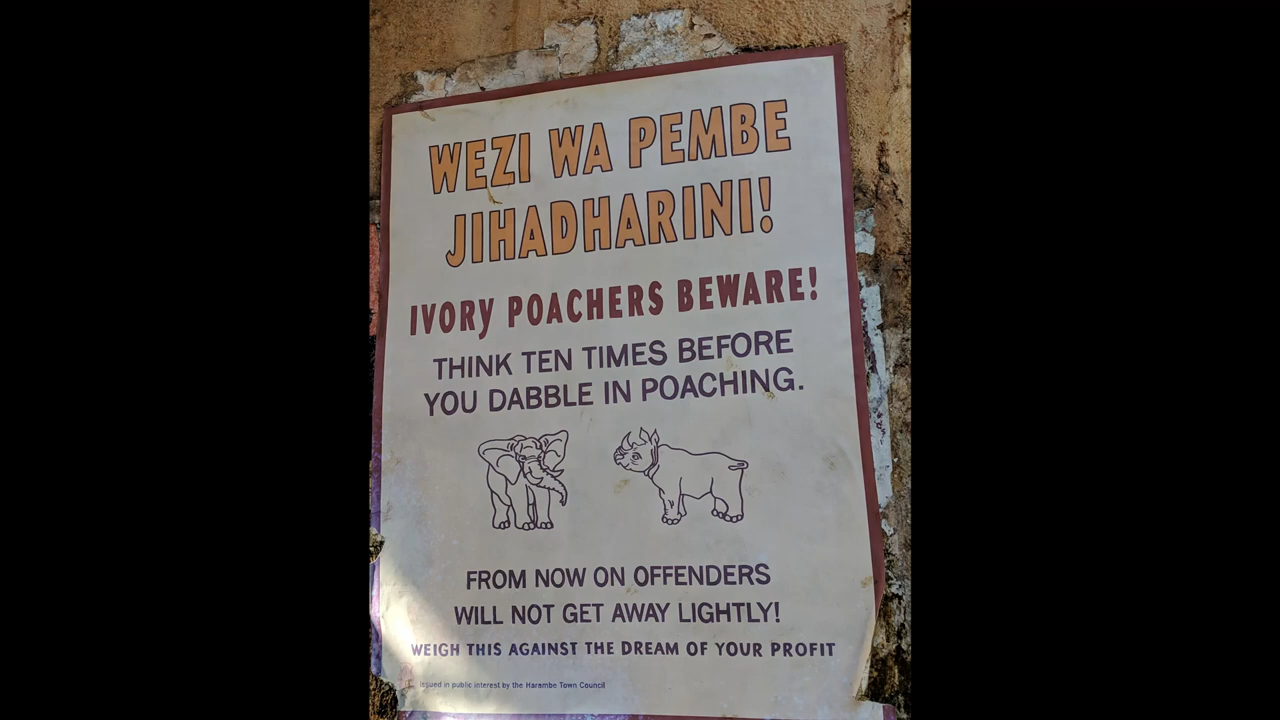 WEZI WA PEMBE
JIHADHARINI!
IVORY POACHERS BEWARE!
THINK TEN TIMES BEFORE
YOU DABBLE IN POACHING.
FROM NOW ON OFFENDERS
WILL NOT GET AWAY LIGHTLY!
WEIGH THIS AGAINST THE DREAM OF YOUR PROFIT
Issued in public interest by the Harambe Town Council